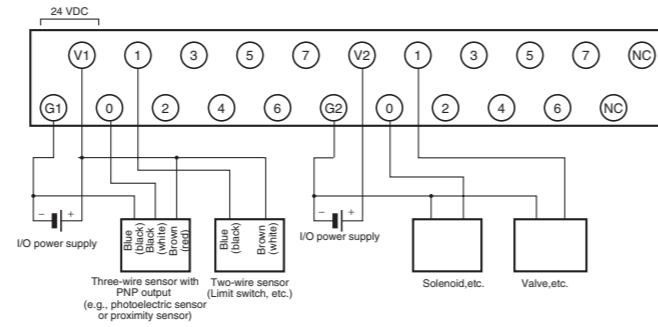 24 VDC
V1 1 3 5 7 V2 1 3 5 7 NC
G1 0 2 4 6 G2 0 2 4 6 NC
− +
I/O power supply
Blue (black)
Black (white)
Brown (red)
Blue (black)
Brown (white)
− +
I/O power supply
Three-wire sensor with
PNP output
(e.g., photoelectric sensor
or proximity sensor)
Two-wire sensor
(Limit switch, etc.)
Solenoid,etc.
Valve,etc.